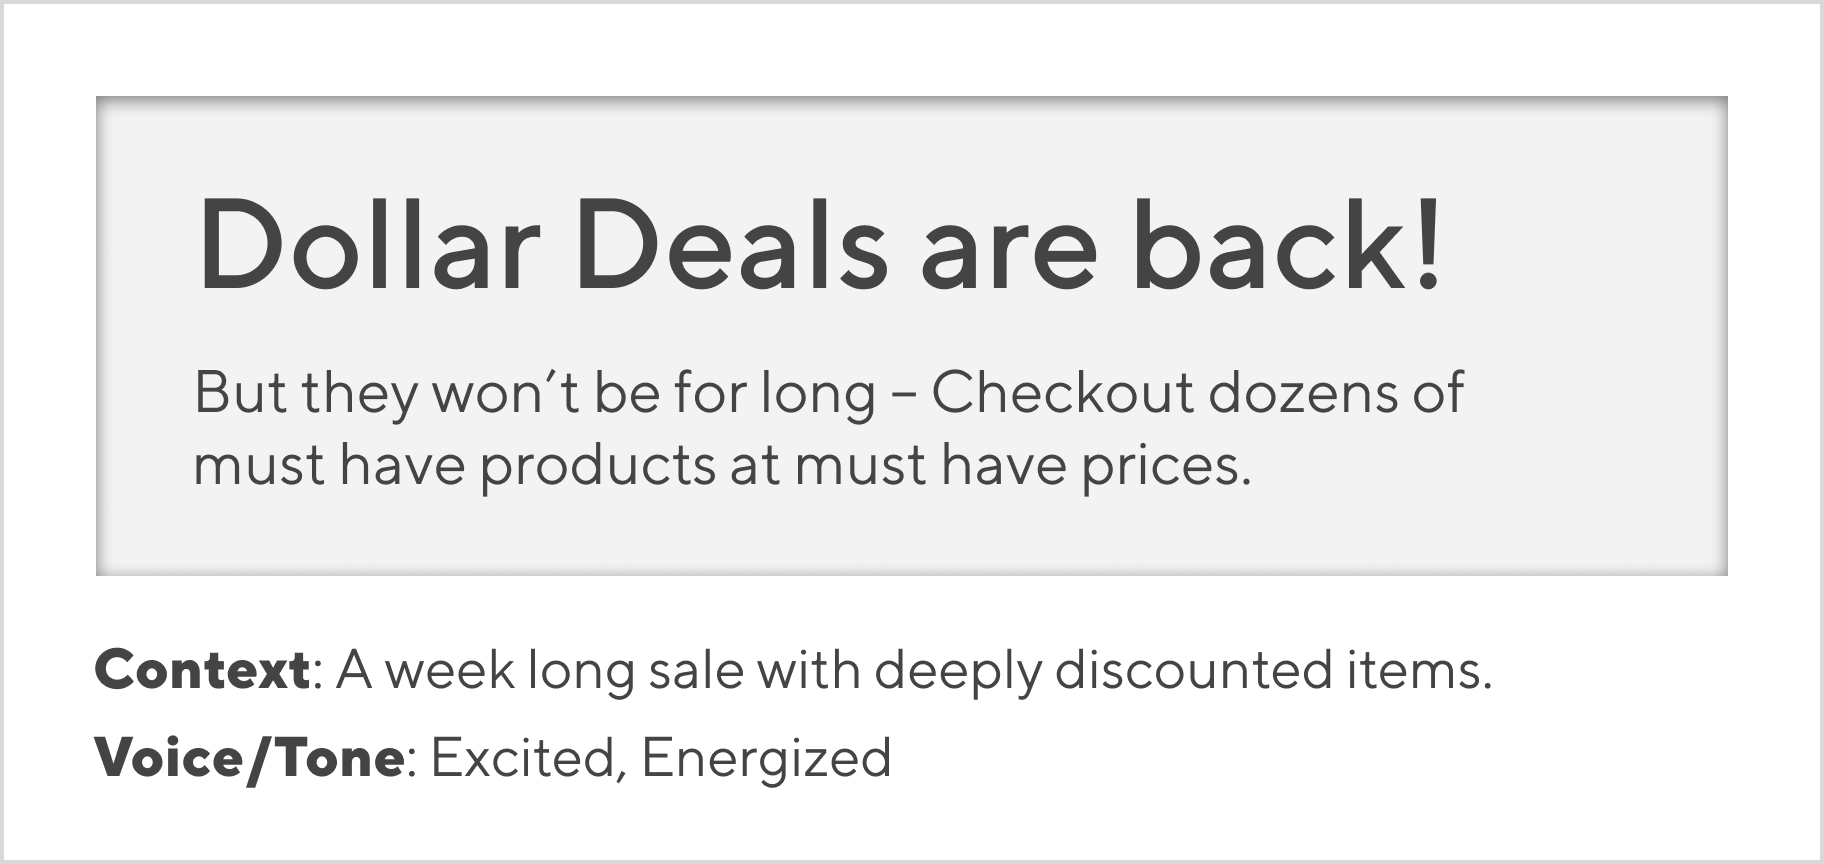 Dollar Deals are back!
But they won’t be for long – Checkout dozens of
must have products at must have prices.
Context: A week long sale with deeply discounted items.
Voice/Tone: Excited, Energized